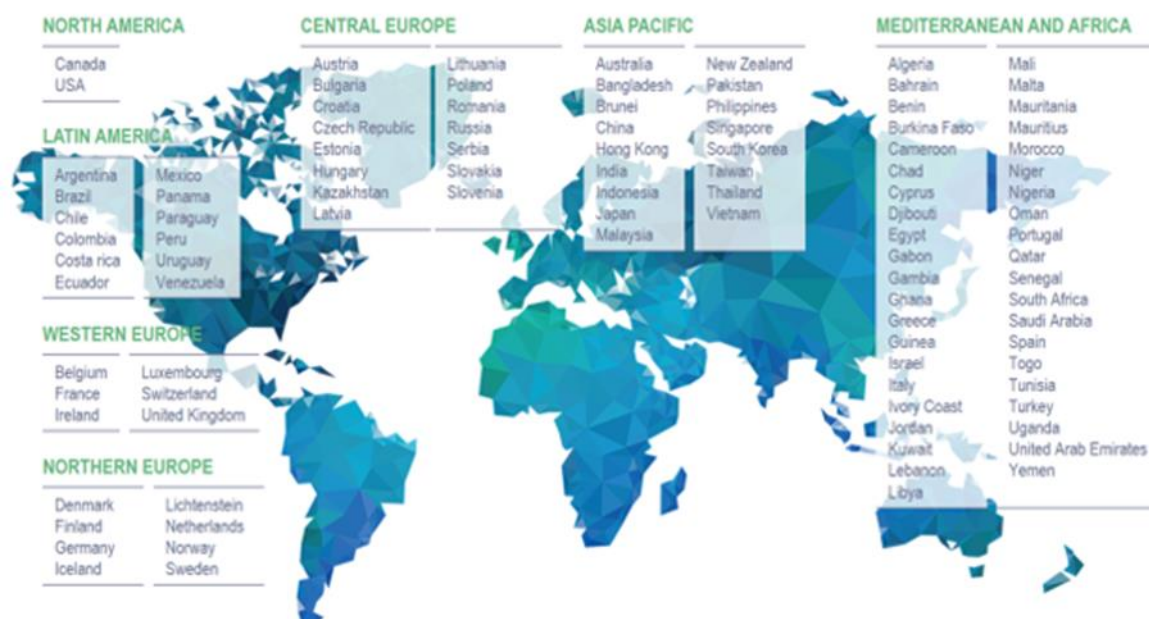 NORTH AMERICA
Canada
USA
LATIN AMERICA
Argentina
Brazil
Chile
Colombia
Costa rica
Ecuador
Mexico
Panama
Paraguay
Peru
Uruguay
Venezuela
WESTERN EUROPE
Belgium
France
Ireland
Luxembourg
Switzerland
United Kingdom
NORTHERN EUROPE
Denmark
Finland
Germany
Iceland
Lichtenstein
Netherlands
Norway
Sweden
CENTRAL EUROPE
Austria
Bulgaria
Croatia
Czech Republic
Estonia
Hungary
Kazakhstan
Latvia
Lithuania
Poland
Romania
Russia
Serbia
Slovakia
Slovenia
ASIA PACIFIC
Australia
Bangladesh
Brunei
China
Hong Kong
India
Indonesia
Japan
Malaysia
New Zealand
Pakistan
Philippines
Singapore
South Korea
Taiwan
Thailand
Vietnam
MEDITERRANEAN AND AFRICA
Algeria
Bahrain
Benin
Burkina Faso
Cameroon
Chad
Cyprus
Djibouti
Egypt
Gabon
Gambia
Ghana
Greece
Guinea
Israel
Italy
Ivory Coast
Jordan
Kuwait
Lebanon
Libya
Mali
Malta
Mauritania
Mauritius
Morocco
Niger
Nigeria
Oman
Portugal
Qatar
Senegal
South Africa
Saudi Arabia
Spain
Togo
Tunisia
Turkey
Uganda
United Arab Emirates
Yemen